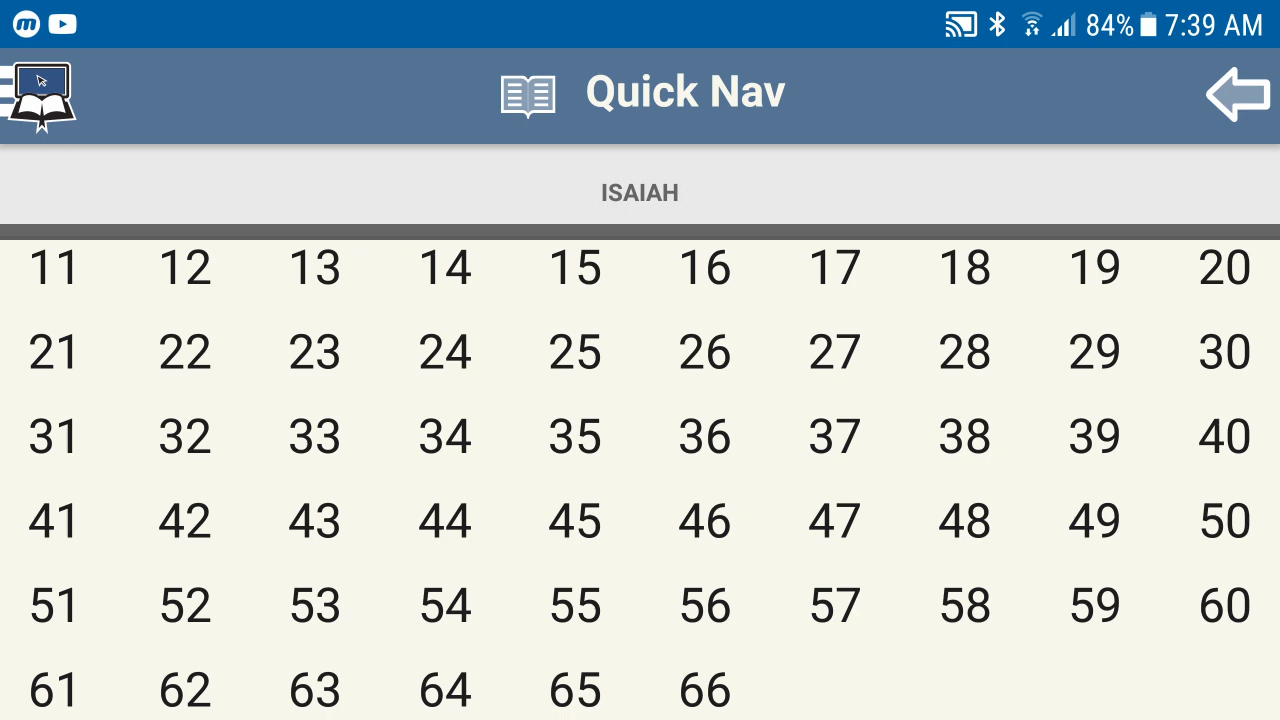 84% 7:39 AM
Quick Nav
ISAIAH
11 12 13 14 15 16 17 18 19 20
21 22 23 24 25 26 27 28 29 30
31 32 33 34 35 36 37 38 39 40
41 42 43 44 45 46 47 48 49 50
51 52 53 54 55 56 57 58 59 60
61 62 63 64 65 66